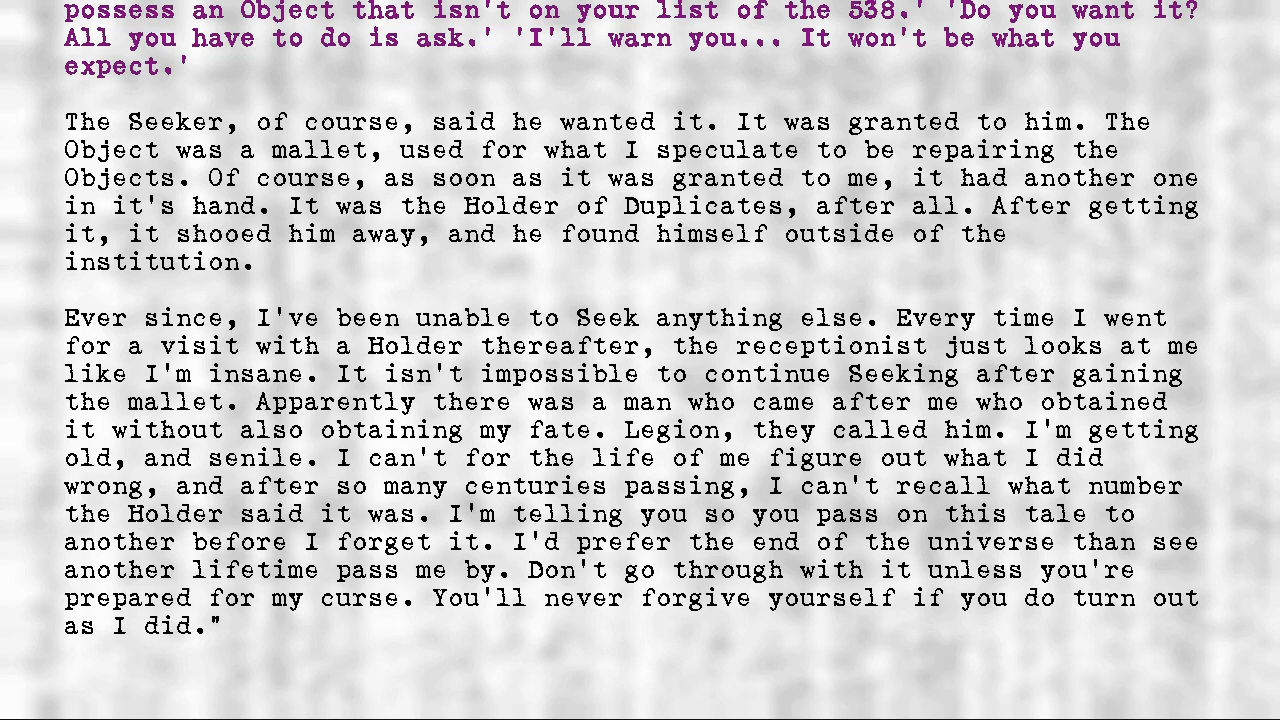 possess an Object that isn't on your list of the 538.' 'Do you want it?
All you have to do is ask.' 'I'll warn you... It won't be what you
expect.'
The Seeker, of course, said he wanted it. It was granted to him. The
Object was a mallet, used for what I speculate to be repairing the
Objects. Of course, as soon as it was granted to me, it had another one
in it's hand. It was the Holder of Duplicates, after all. After getting
it, it shooed him away, and he found himself outside of the
institution.
Ever since, I've been unable to Seek anything else. Every time I went
for a visit with a Holder thereafter, the receptionist just looks at me
like I'm insane. It isn't impossible to continue Seeking after gaining
the mallet. Apparently there was a man who came after me who obtained
it without also obtaining my fate. Legion, they called him. I'm getting
old, and senile. I can't for the life of me figure out what I did
wrong, and after so many centuries passing, I can't recall what number
the Holder said it was. I'm telling you so you pass on this tale to
another before I forget it. I'd prefer the end of the universe than see
another lifetime pass me by. Don't go through with it unless you're
prepared for my curse. You'll never forgive yourself if you do turn out
as I did."